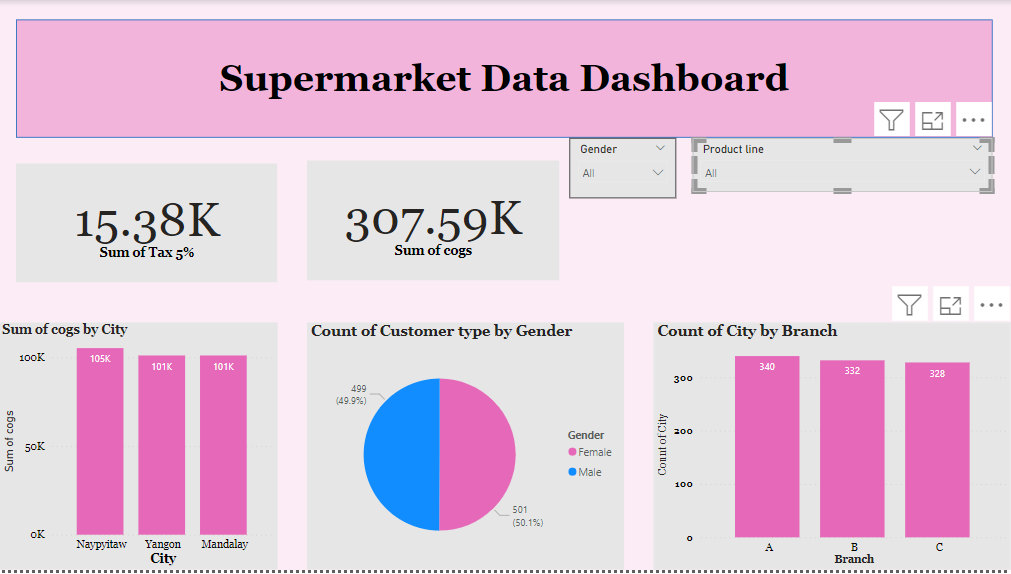 Supermarket Data Dashboard
Gender
All
Product line
All
15.38K
Sum of Tax 5%
307.59K
Sum of cogs
Sum of cogs by City
Sum of cogs
100K
50K
0K
105K
101K
101K
Naypyitaw
Yangon
Mandalay
City
Count of Customer type by Gender
499
(49.9%)
501
(50.1%)
Gender
Female
Male
Count of City by Branch
Count of City
300
200
100
0
340
332
328
A
B
C
Branch